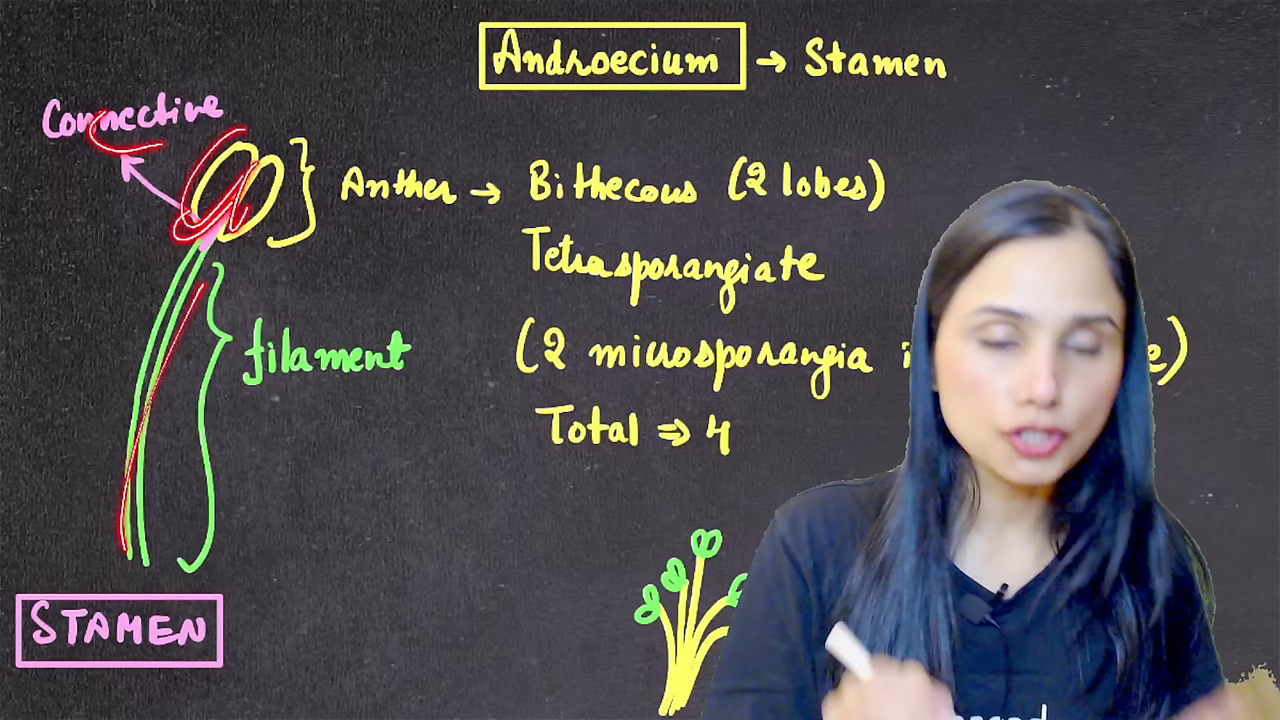 Androecium → Stamen
Connective
Anther → Bithecous (2 lobes)
Tetrasporangiate
filament
(2 microsporangia
Total ⇒ 4
STAMEN